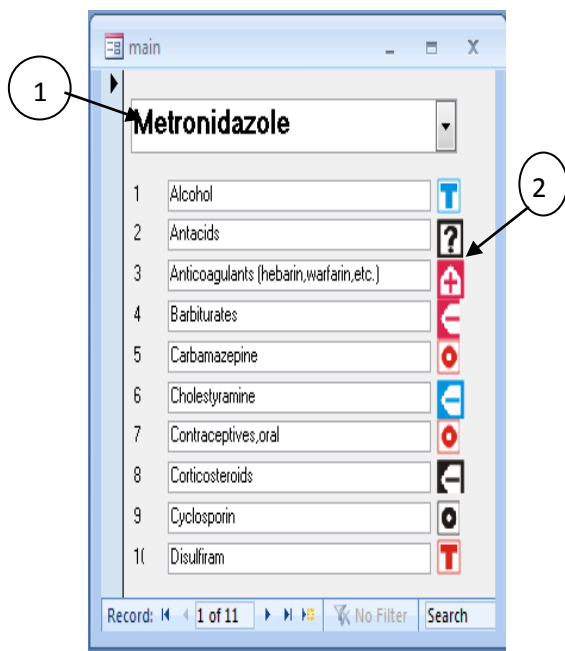 main
1
Metronidazole
2
1 Alcohol T
2 Antacids ?
3 Anticoagulants (hebarin,warfarin,etc.) +
4 Barbiturates −
5 Carbamazepine
6 Cholestyramine −
7 Contraceptives,oral
8 Corticosteroids −
9 Cyclosporin
1( Disulfiram T
Record: 1 of 11 No Filter Search